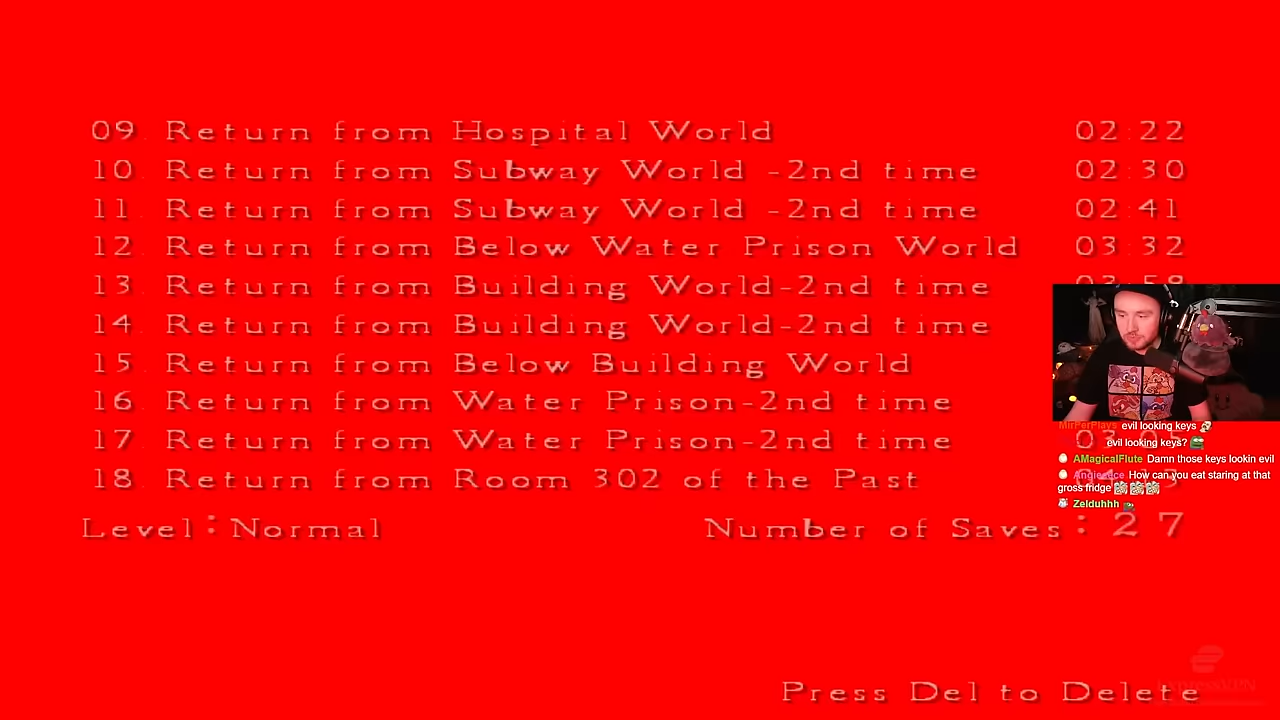 09. Return from Hospital World 02:22
10. Return from Subway World -2nd time 02:30
11. Return from Subway World -2nd time 02:41
12. Return from Below Water Prison World 03:32
13. Return from Building World-2nd time 03:58
14. Return from Building World-2nd time
15. Return from Below Building World
16. Return from Water Prison-2nd time
17. Return from Water Prison-2nd time
18. Return from Room 302 of the Past
MirPerPlays evil looking keys
evil looking keys?
AMagicalFlute Damn those keys lookin evil
How can you eat staring at that
gross fridge
Zelduhhh
Level:Normal Number of Saves:27
Press Del to Delete
ExpressVPN